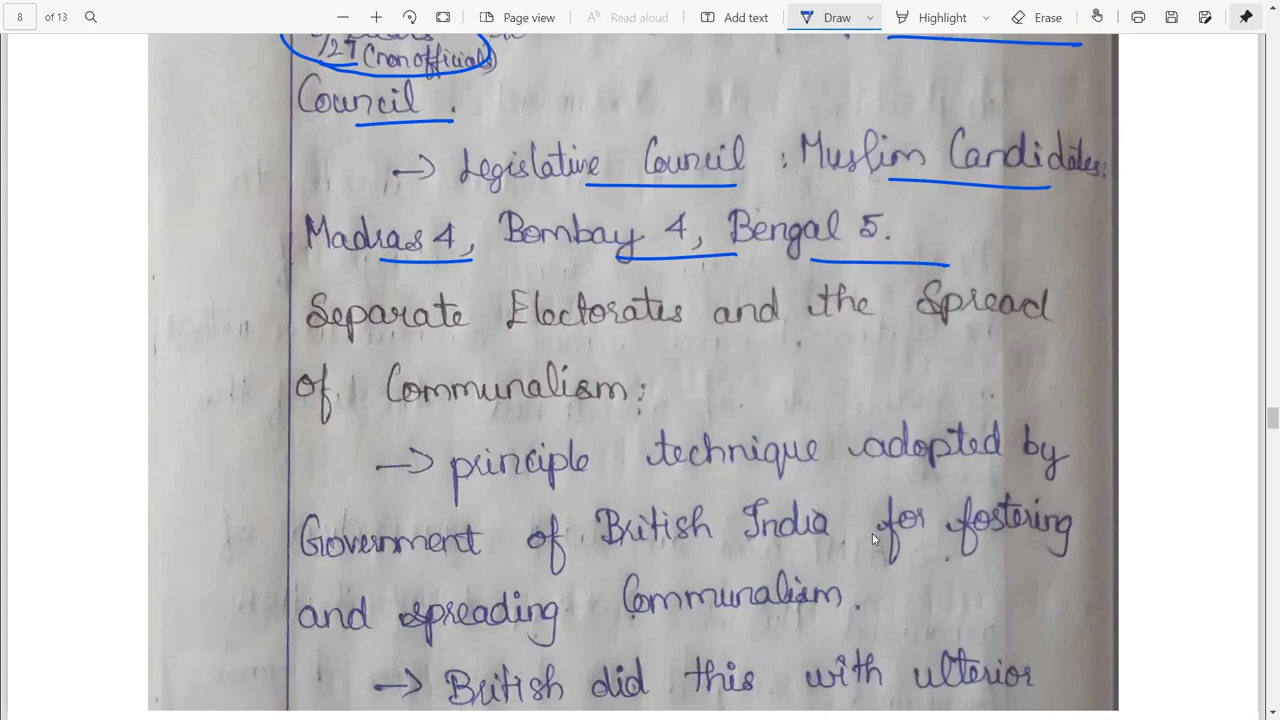 8 of 13
Page view
Read aloud
Add text
Draw
Highlight
Erase
/27 (non officials)
Council.
→ Legislative Council : Muslim Candidates:
Madras 4, Bombay 4, Bengal 5.
Separate Electorates and the Spread
of Communalism:
→ principle technique adopted by
Government of British India for fostering
and spreading Communalism.
→ British did this with ulterior